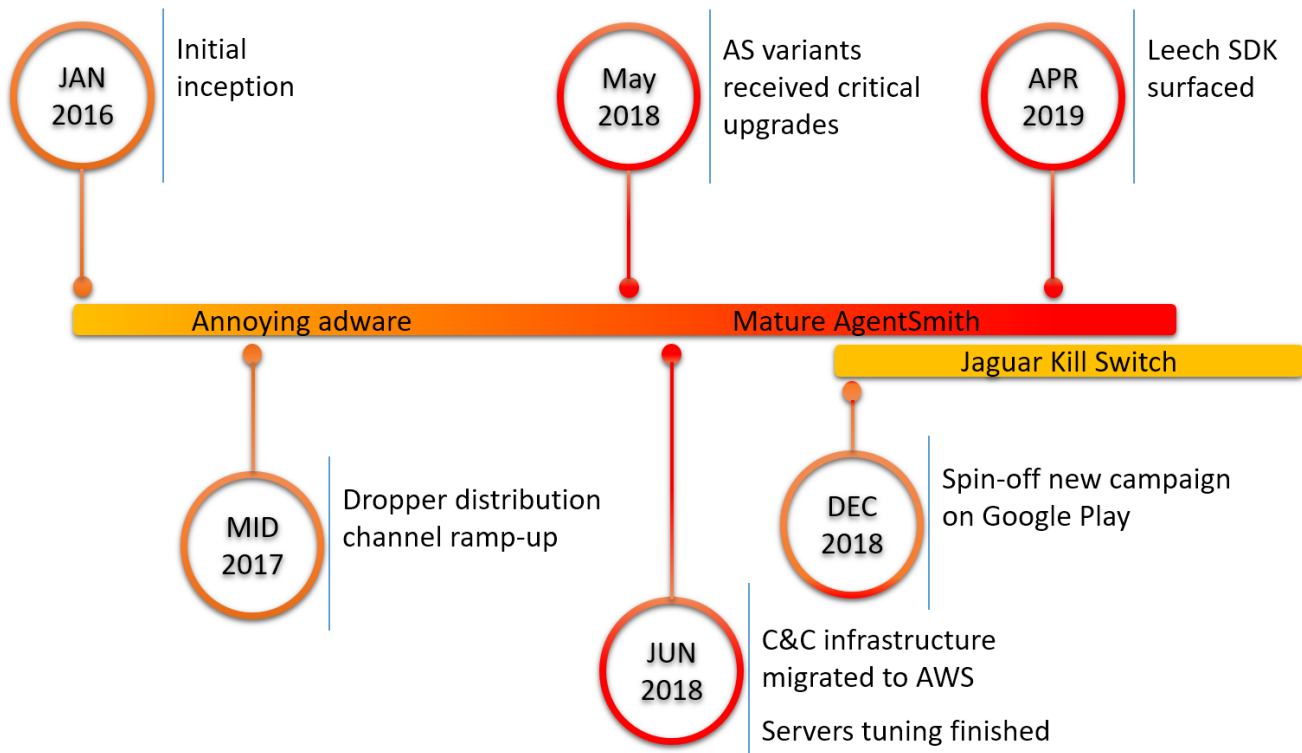 JAN
2016
Initial
inception
May
2018
AS variants
received critical
upgrades
APR
2019
Leech SDK
surfaced
Annoying adware
Mature AgentSmith
Jaguar Kill Switch
MID
2017
Dropper distribution
channel ramp-up
JUN
2018
C&C infrastructure
migrated to AWS
Servers tuning finished
DEC
2018
Spin-off new campaign
on Google Play